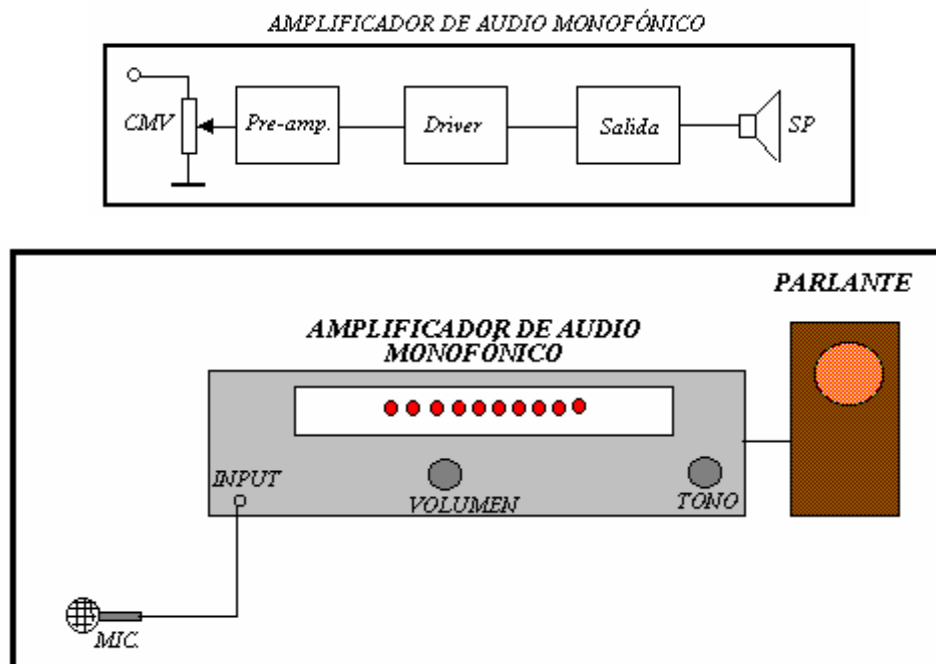 AMPLIFICADOR DE AUDIO MONOFÓNICO
CMV
Pre-amp.
Driver
Salida
SP
PARLANTE
AMPLIFICADOR DE AUDIO
MONOFÓNICO
INPUT
VOLUMEN
TONO
MIC.